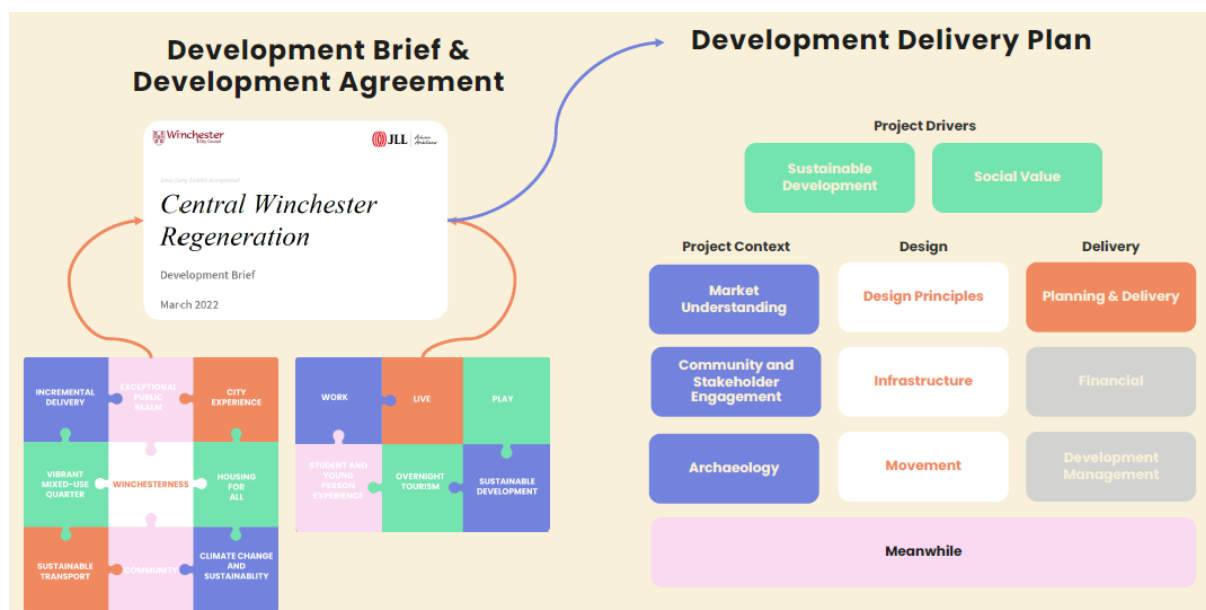 Development Brief &
Development Agreement
Winchester
City Council
JLL
Central Winchester
Regeneration
Development Brief
March 2022
INCREMENTAL
DELIVERY
EXCEPTIONAL
PUBLIC
REALM
CITY
EXPERIENCE
VIBRANT
MIXED-USE
QUARTER
WINCHESTERNESS
HOUSING
FOR
ALL
SUSTAINABLE
TRANSPORT
COMMUNITY
CLIMATE CHANGE
AND
SUSTAINABLITY
WORK
LIVE
PLAY
STUDENT AND
YOUNG
PERSON
EXPERIENCE
OVERNIGHT
TOURISM
SUSTAINABLE
DEVELOPMENT
Development Delivery Plan
Project Drivers
Sustainable
Development
Social Value
Project Context
Design
Delivery
Market
Understanding
Design Principles
Planning & Delivery
Community and
Stakeholder
Engagement
Infrastructure
Financial
Archaeology
Movement
Development
Management
Meanwhile